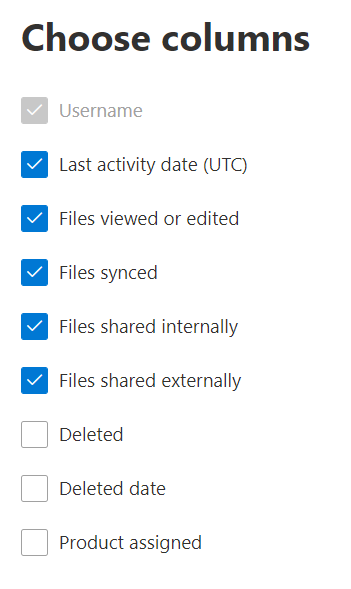 Choose columns
Username
Last activity date (UTC)
Files viewed or edited
Files synced
Files shared internally
Files shared externally
Deleted
Deleted date
Product assigned